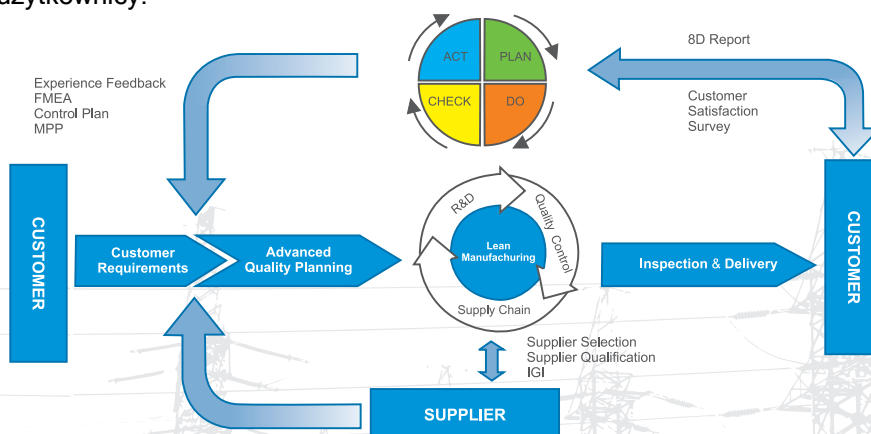 użytkownicy.
ACT
PLAN
CHECK
DO
8D Report
Customer
Satisfaction
Survey
Experience Feedback
FMEA
Control Plan
MPP
CUSTOMER
Customer
Requirements
Advanced
Quality Planning
R&D
Quality Control
Supply Chain
Lean
Manufachuring
Inspection & Delivery
CUSTOMER
Supplier Selection
Supplier Qualification
IGI
SUPPLIER